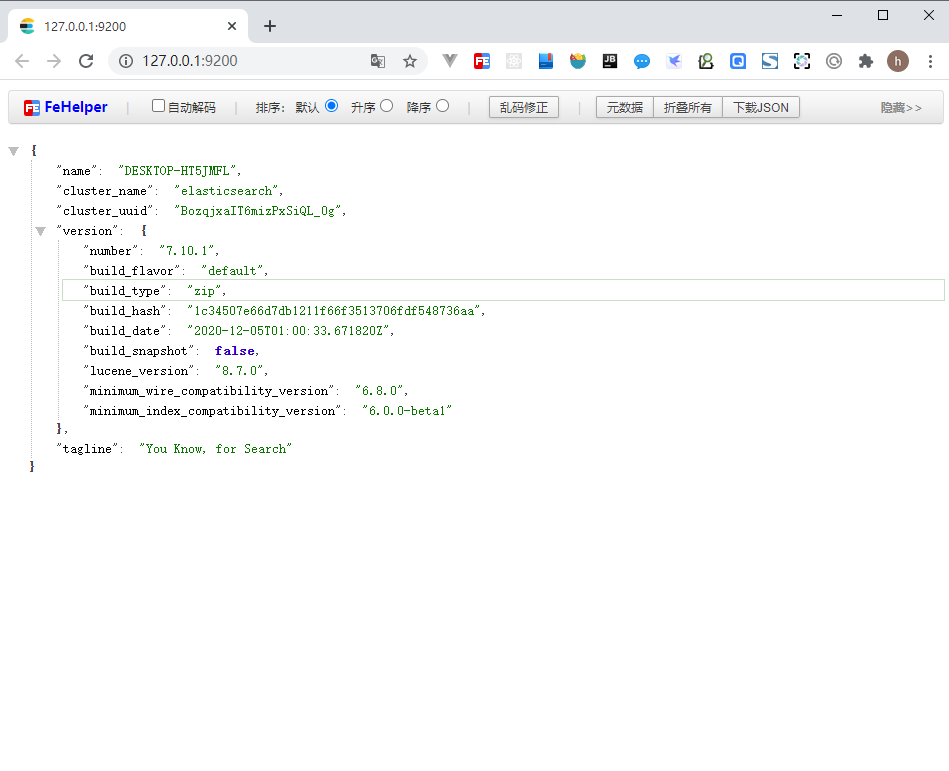 127.0.0.1:9200
127.0.0.1:9200
FeHelper | 自动解码 | 排序: 默认 升序 降序 | 乱码修正 | 元数据 折叠所有 下载JSON 隐藏>>
{
"name": "DESKTOP-HT5JMFL",
"cluster_name": "elasticsearch",
"cluster_uuid": "BozqjxaIT6mizPxSiQL_0g",
"version": {
"number": "7.10.1",
"build_flavor": "default",
"build_type": "zip",
"build_hash": "1c34507e66d7db1211f66f3513706fdf548736aa",
"build_date": "2020-12-05T01:00:33.671820Z",
"build_snapshot": false,
"lucene_version": "8.7.0",
"minimum_wire_compatibility_version": "6.8.0",
"minimum_index_compatibility_version": "6.0.0-beta1"
},
"tagline": "You Know, for Search"
}